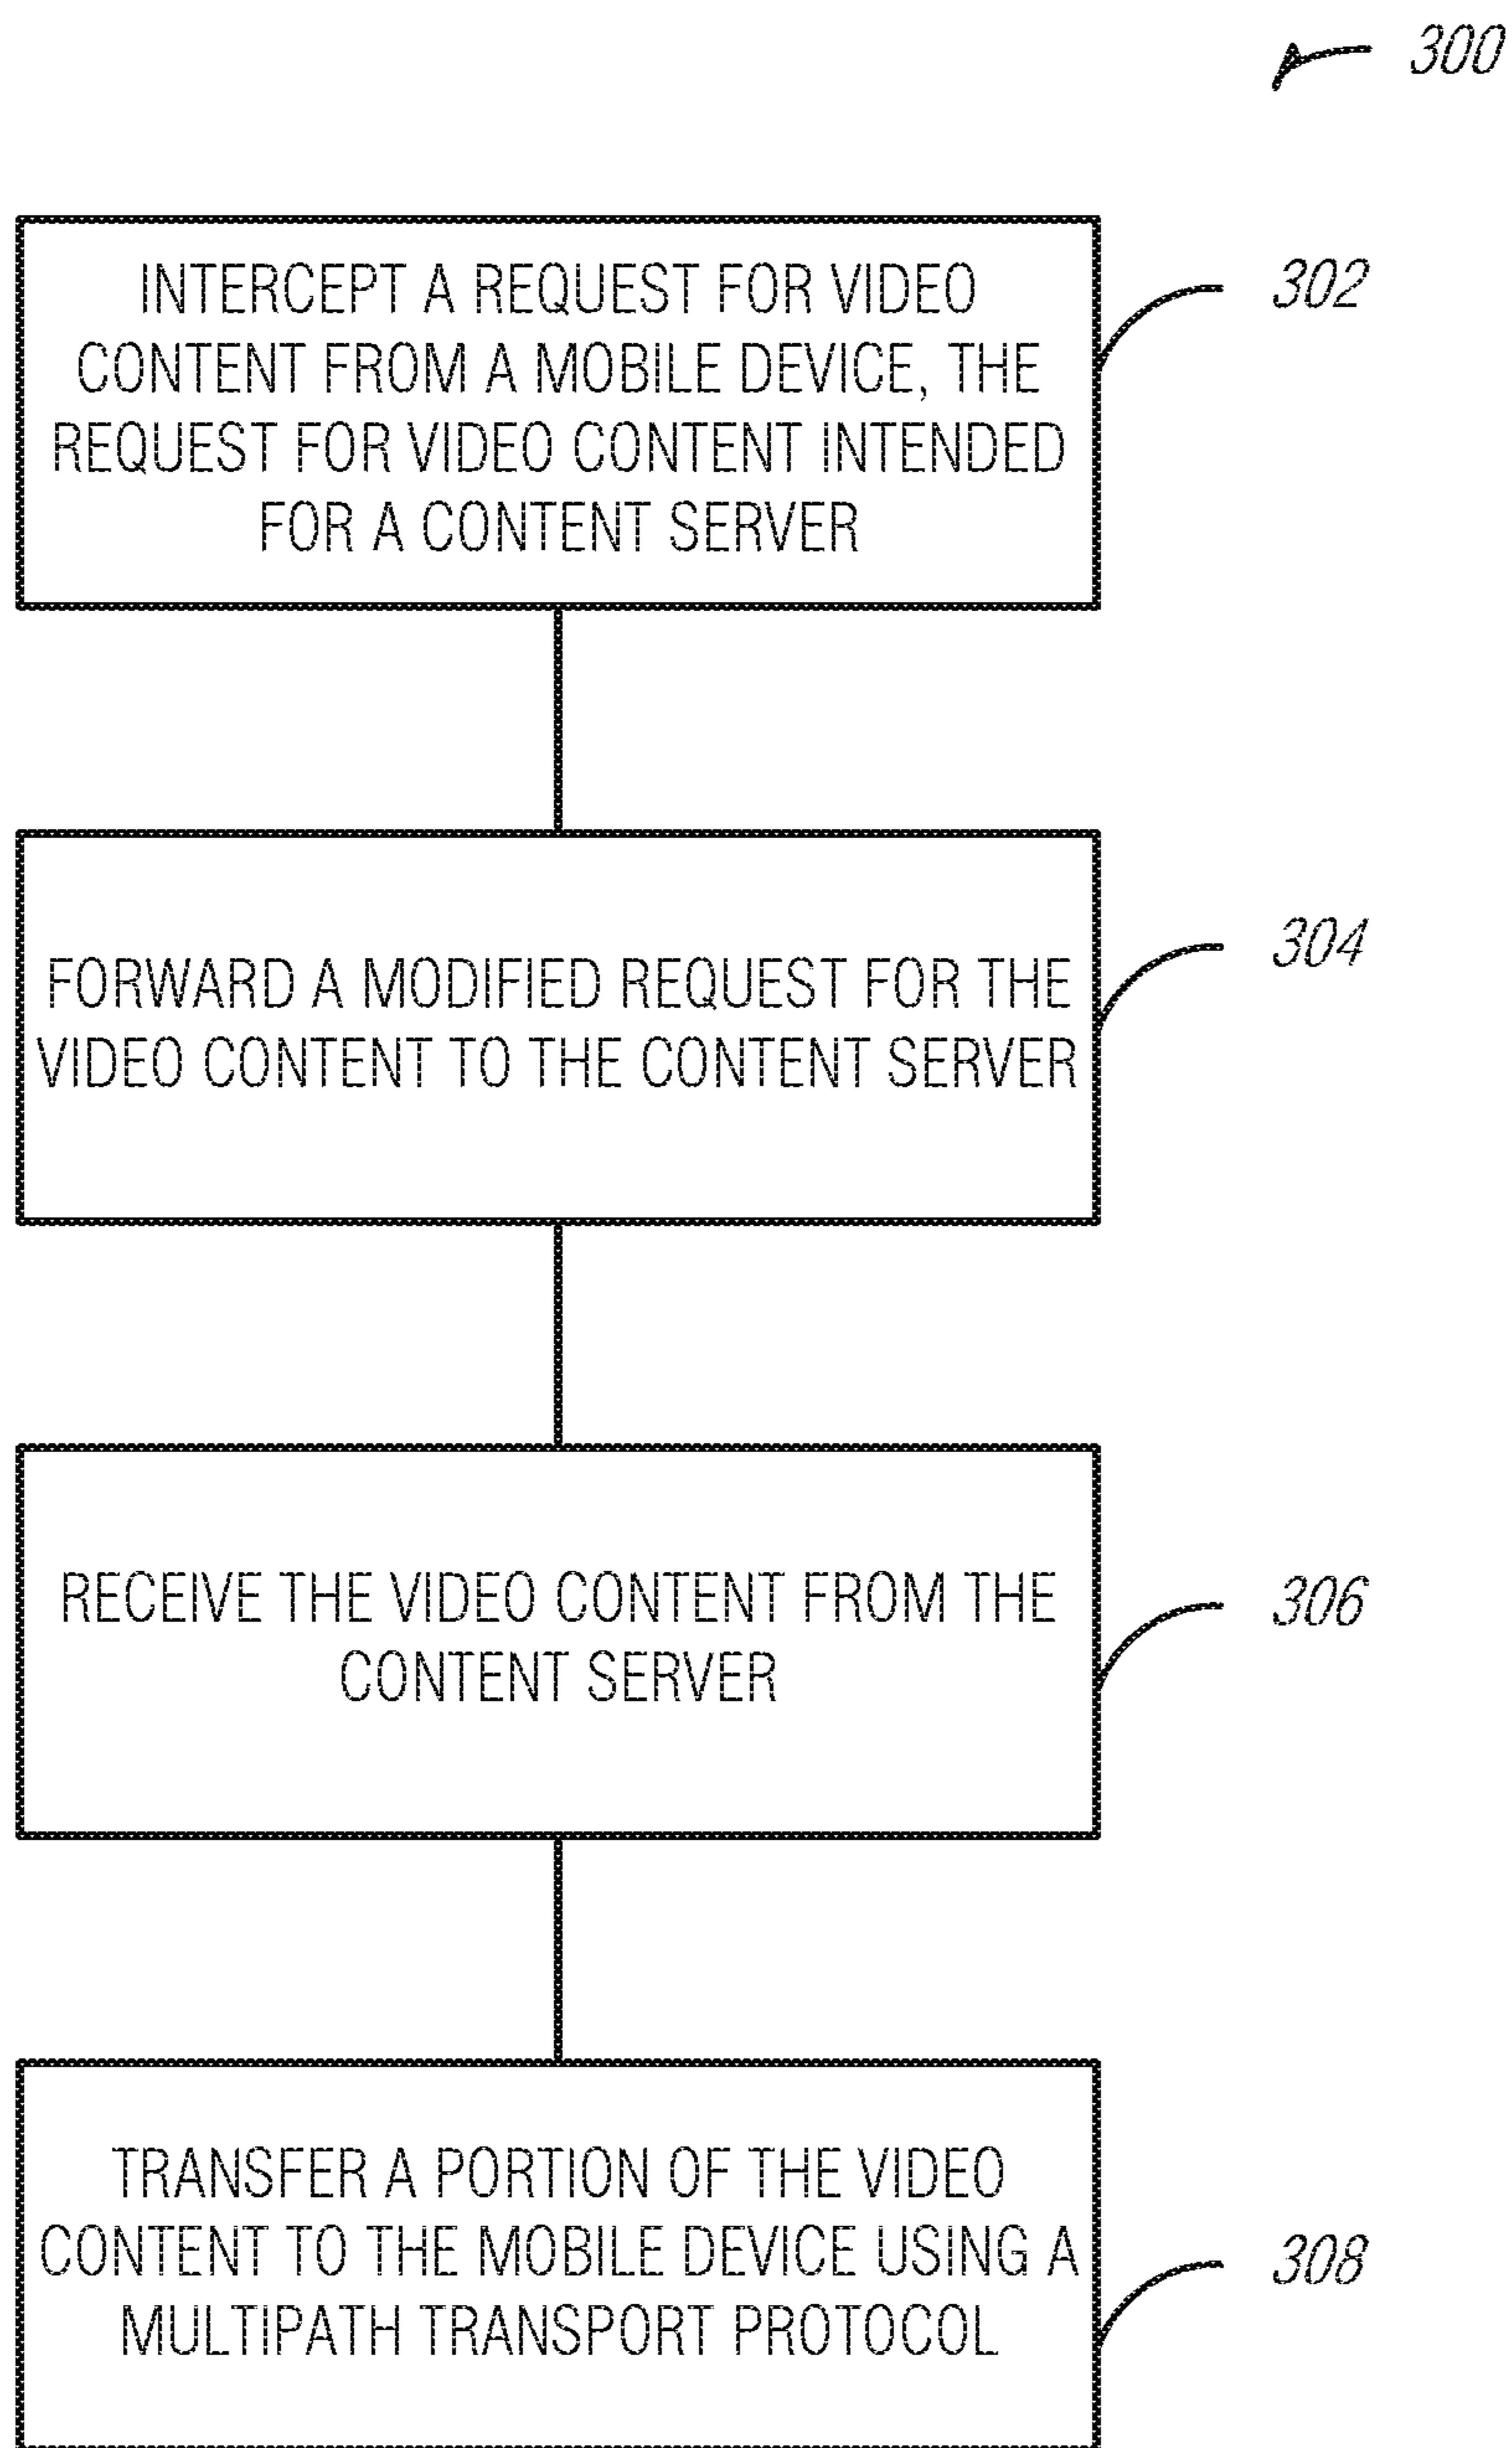 300
INTERCEPT A REQUEST FOR VIDEO
CONTENT FROM A MOBILE DEVICE, THE
REQUEST FOR VIDEO CONTENT INTENDED
FOR A CONTENT SERVER
302
FORWARD A MODIFIED REQUEST FOR THE
VIDEO CONTENT TO THE CONTENT SERVER
304
RECEIVE THE VIDEO CONTENT FROM THE
CONTENT SERVER
306
TRANSFER A PORTION OF THE VIDEO
CONTENT TO THE MOBILE DEVICE USING A
MULTIPATH TRANSPORT PROTOCOL
308